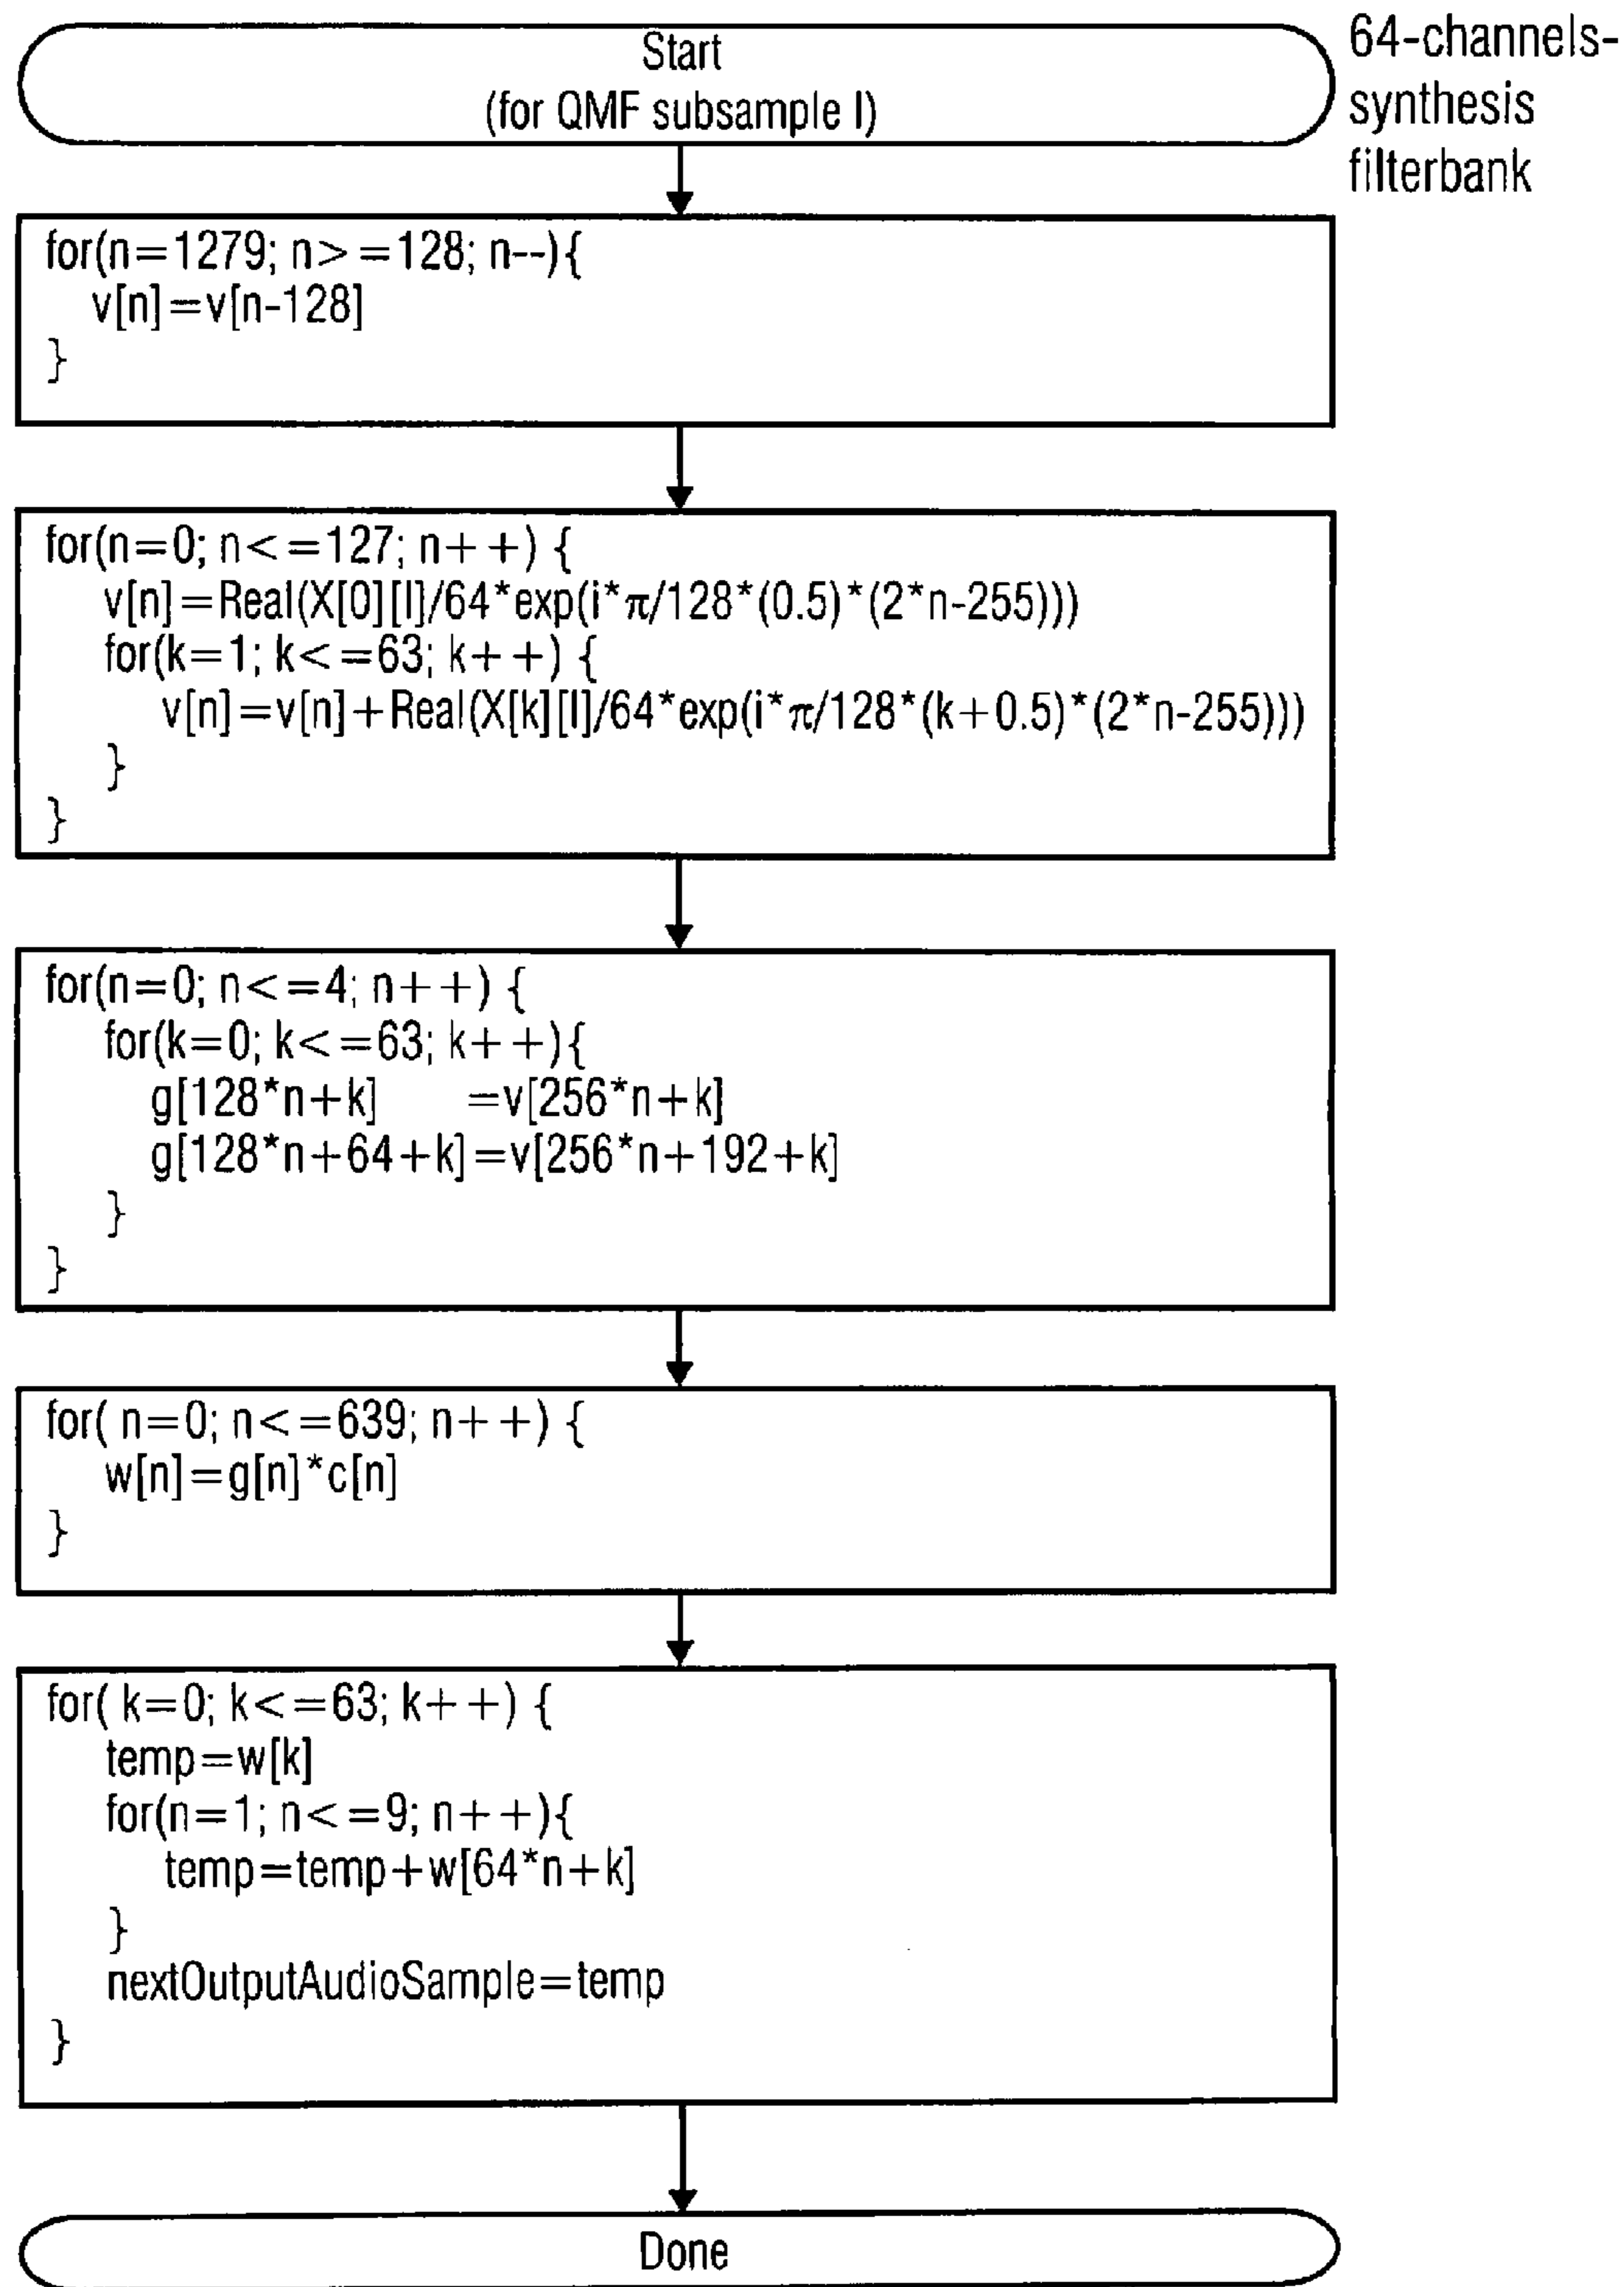 64-channels-
synthesis
filterbank
Start
(for QMF subsample l)
for(n=1279; n>=128; n--){
v[n]=v[n-128]
}
for(n=0; n<=127; n++) {
v[n]=Real(X[0][l]/64*exp(i*π/128*(0.5)*(2*n-255)))
for(k=1; k<=63; k++) {
v[n]=v[n]+Real(X[k][l]/64*exp(i*π/128*(k+0.5)*(2*n-255)))
}
}
for(n=0; n<=4; n++) {
for(k=0; k<=63; k++){
g[128*n+k] =v[256*n+k]
g[128*n+64+k]=v[256*n+192+k]
}
}
for( n=0; n<=639; n++) {
w[n]=g[n]*c[n]
}
for( k=0; k<=63; k++) {
temp=w[k]
for(n=1; n<=9; n++){
temp=temp+w[64*n+k]
}
nextOutputAudioSample=temp
}
Done